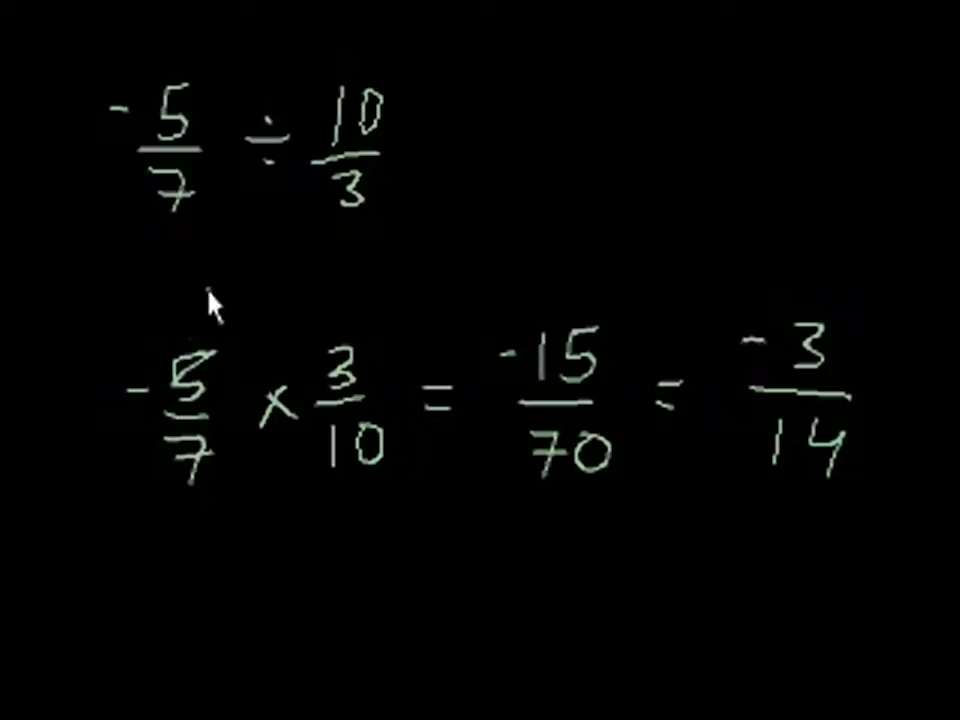 -5/7 ÷ 10/3
-5/7 × 3/10 = -15/70 = -3/14